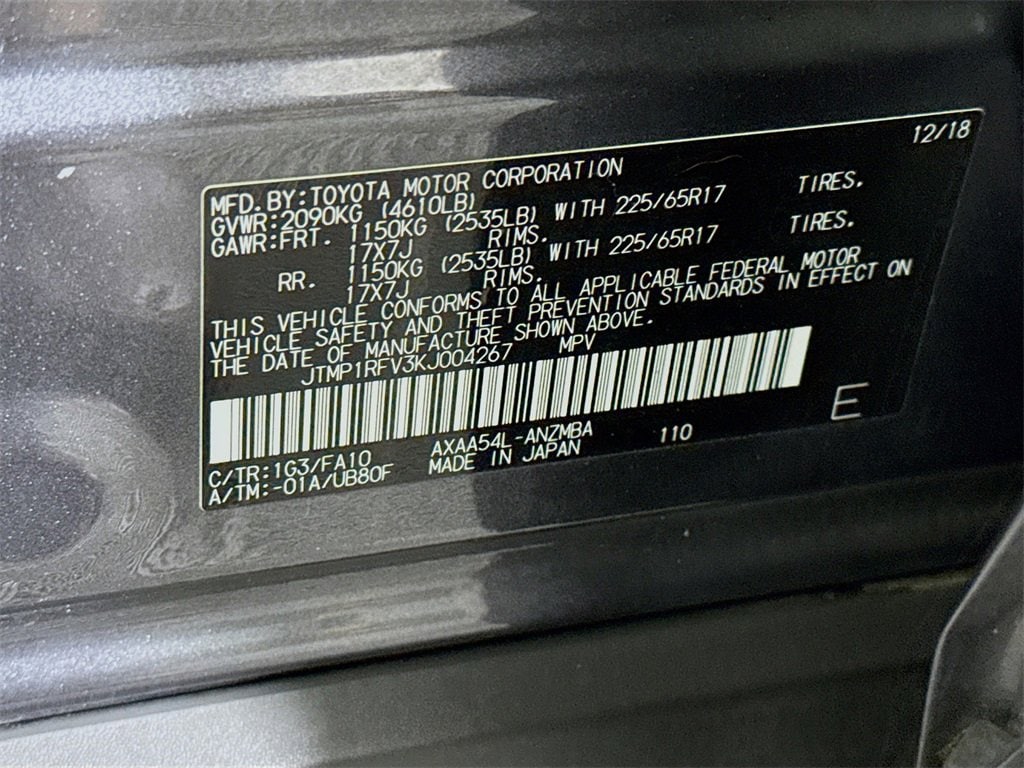 12/18
MFD. BY: TOYOTA MOTOR CORPORATION
GVWR: 2090KG (4610LB)
GAWR: FRT. 1150KG (2535LB) WITH 225/65R17 TIRES.
17X7J RIMS.
RR. 1150KG (2535LB) WITH 225/65R17 TIRES.
17X7J RIMS.
THIS VEHICLE CONFORMS TO ALL APPLICABLE FEDERAL MOTOR
VEHICLE SAFETY AND THEFT PREVENTION STANDARDS IN EFFECT ON
THE DATE OF MANUFACTURE SHOWN ABOVE.
JTMP1RFV3KJ004267 MPV
C/TR: 1G3/FA10 AXAA54L-ANZMBA 110 E
A/TM: -01A/UB80F MADE IN JAPAN